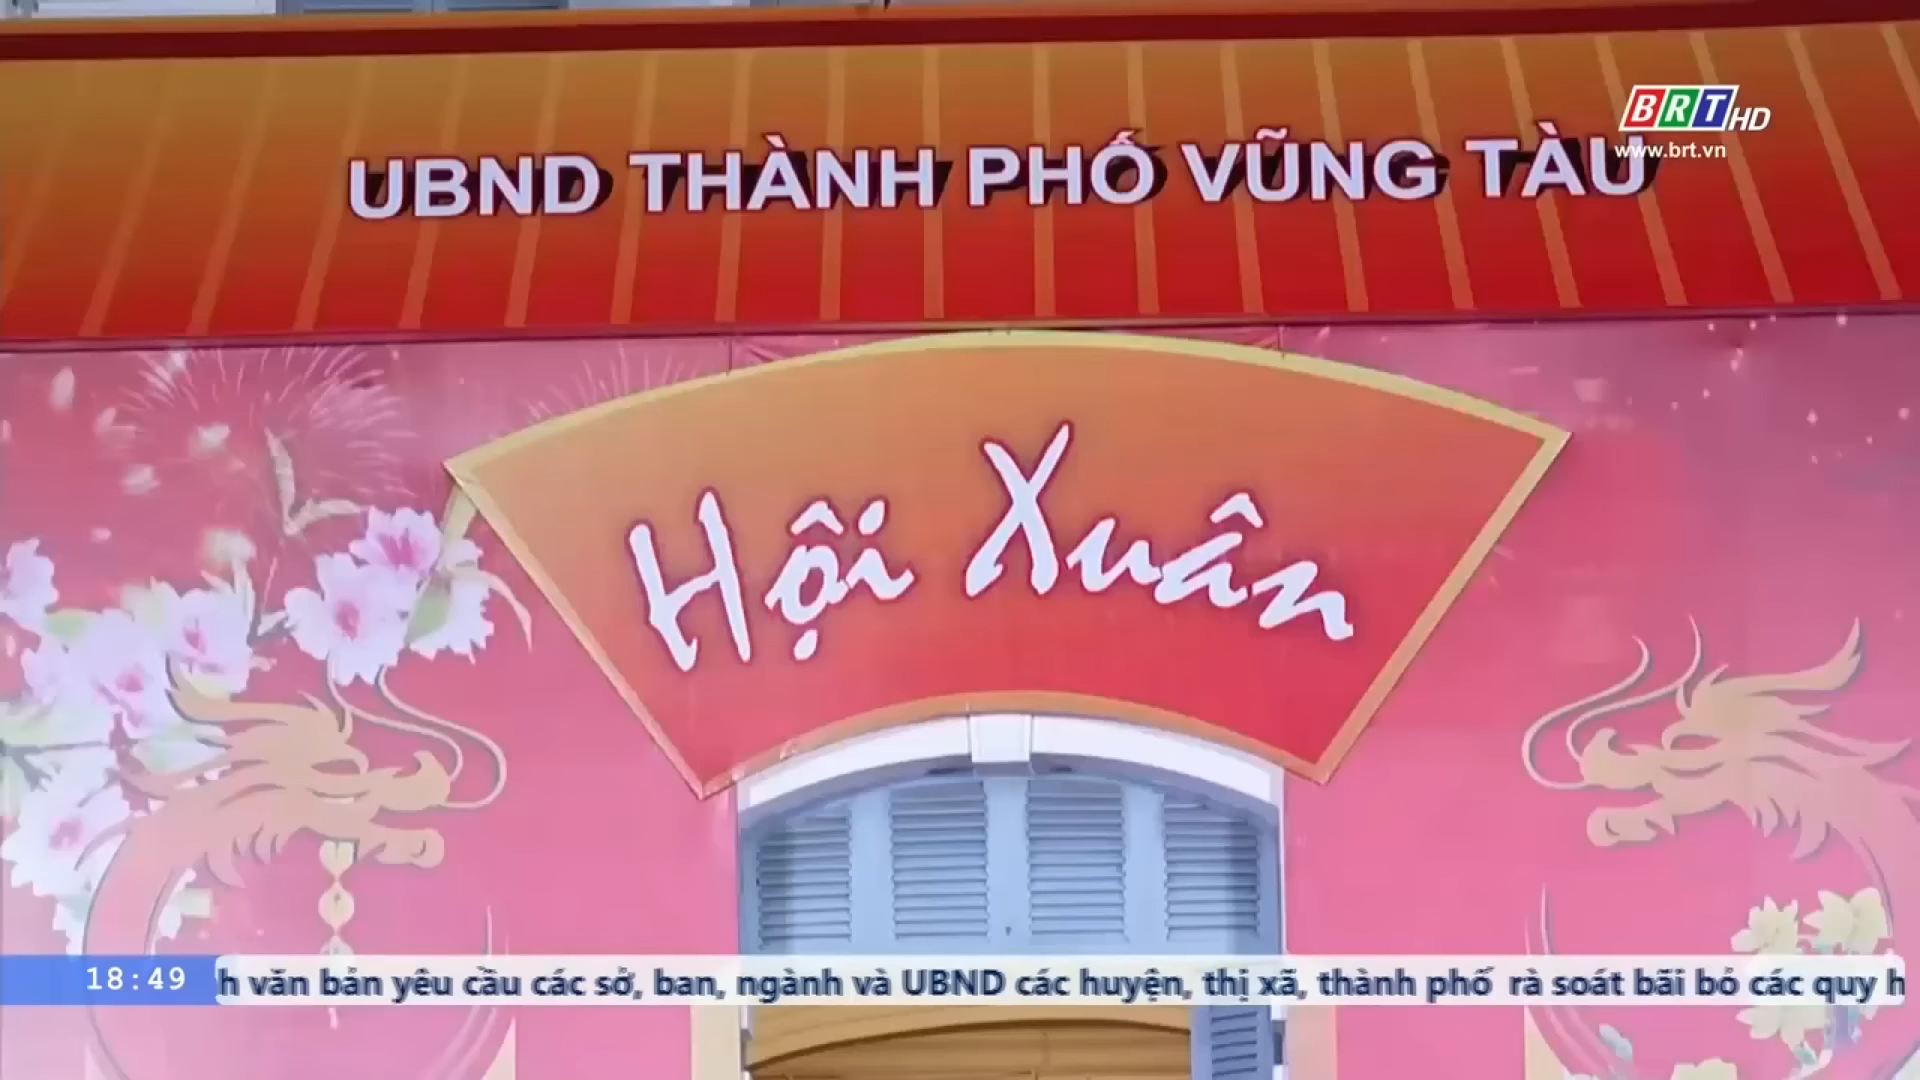 BRT HD
www.brt.vn
UBND THÀNH PHỐ VŨNG TÀU
Hội Xuân
18:49
h văn bản yêu cầu các sở, ban, ngành và UBND các huyện, thị xã, thành phố rà soát bãi bỏ các quy h